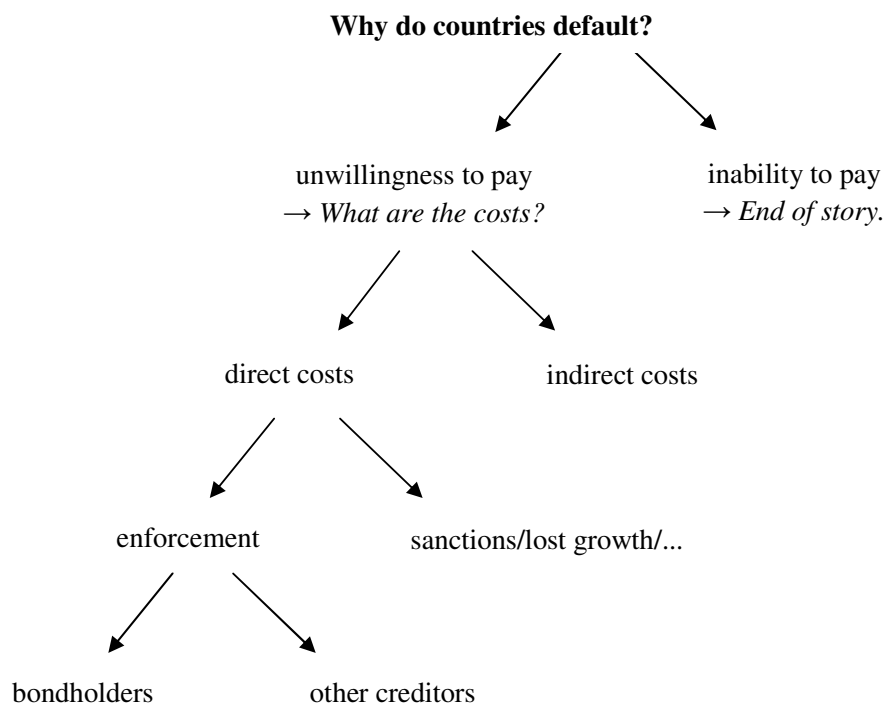 Why do countries default?
unwillingness to pay
→ What are the costs?
inability to pay
→ End of story.
direct costs
indirect costs
enforcement
sanctions/lost growth/...
bondholders
other creditors